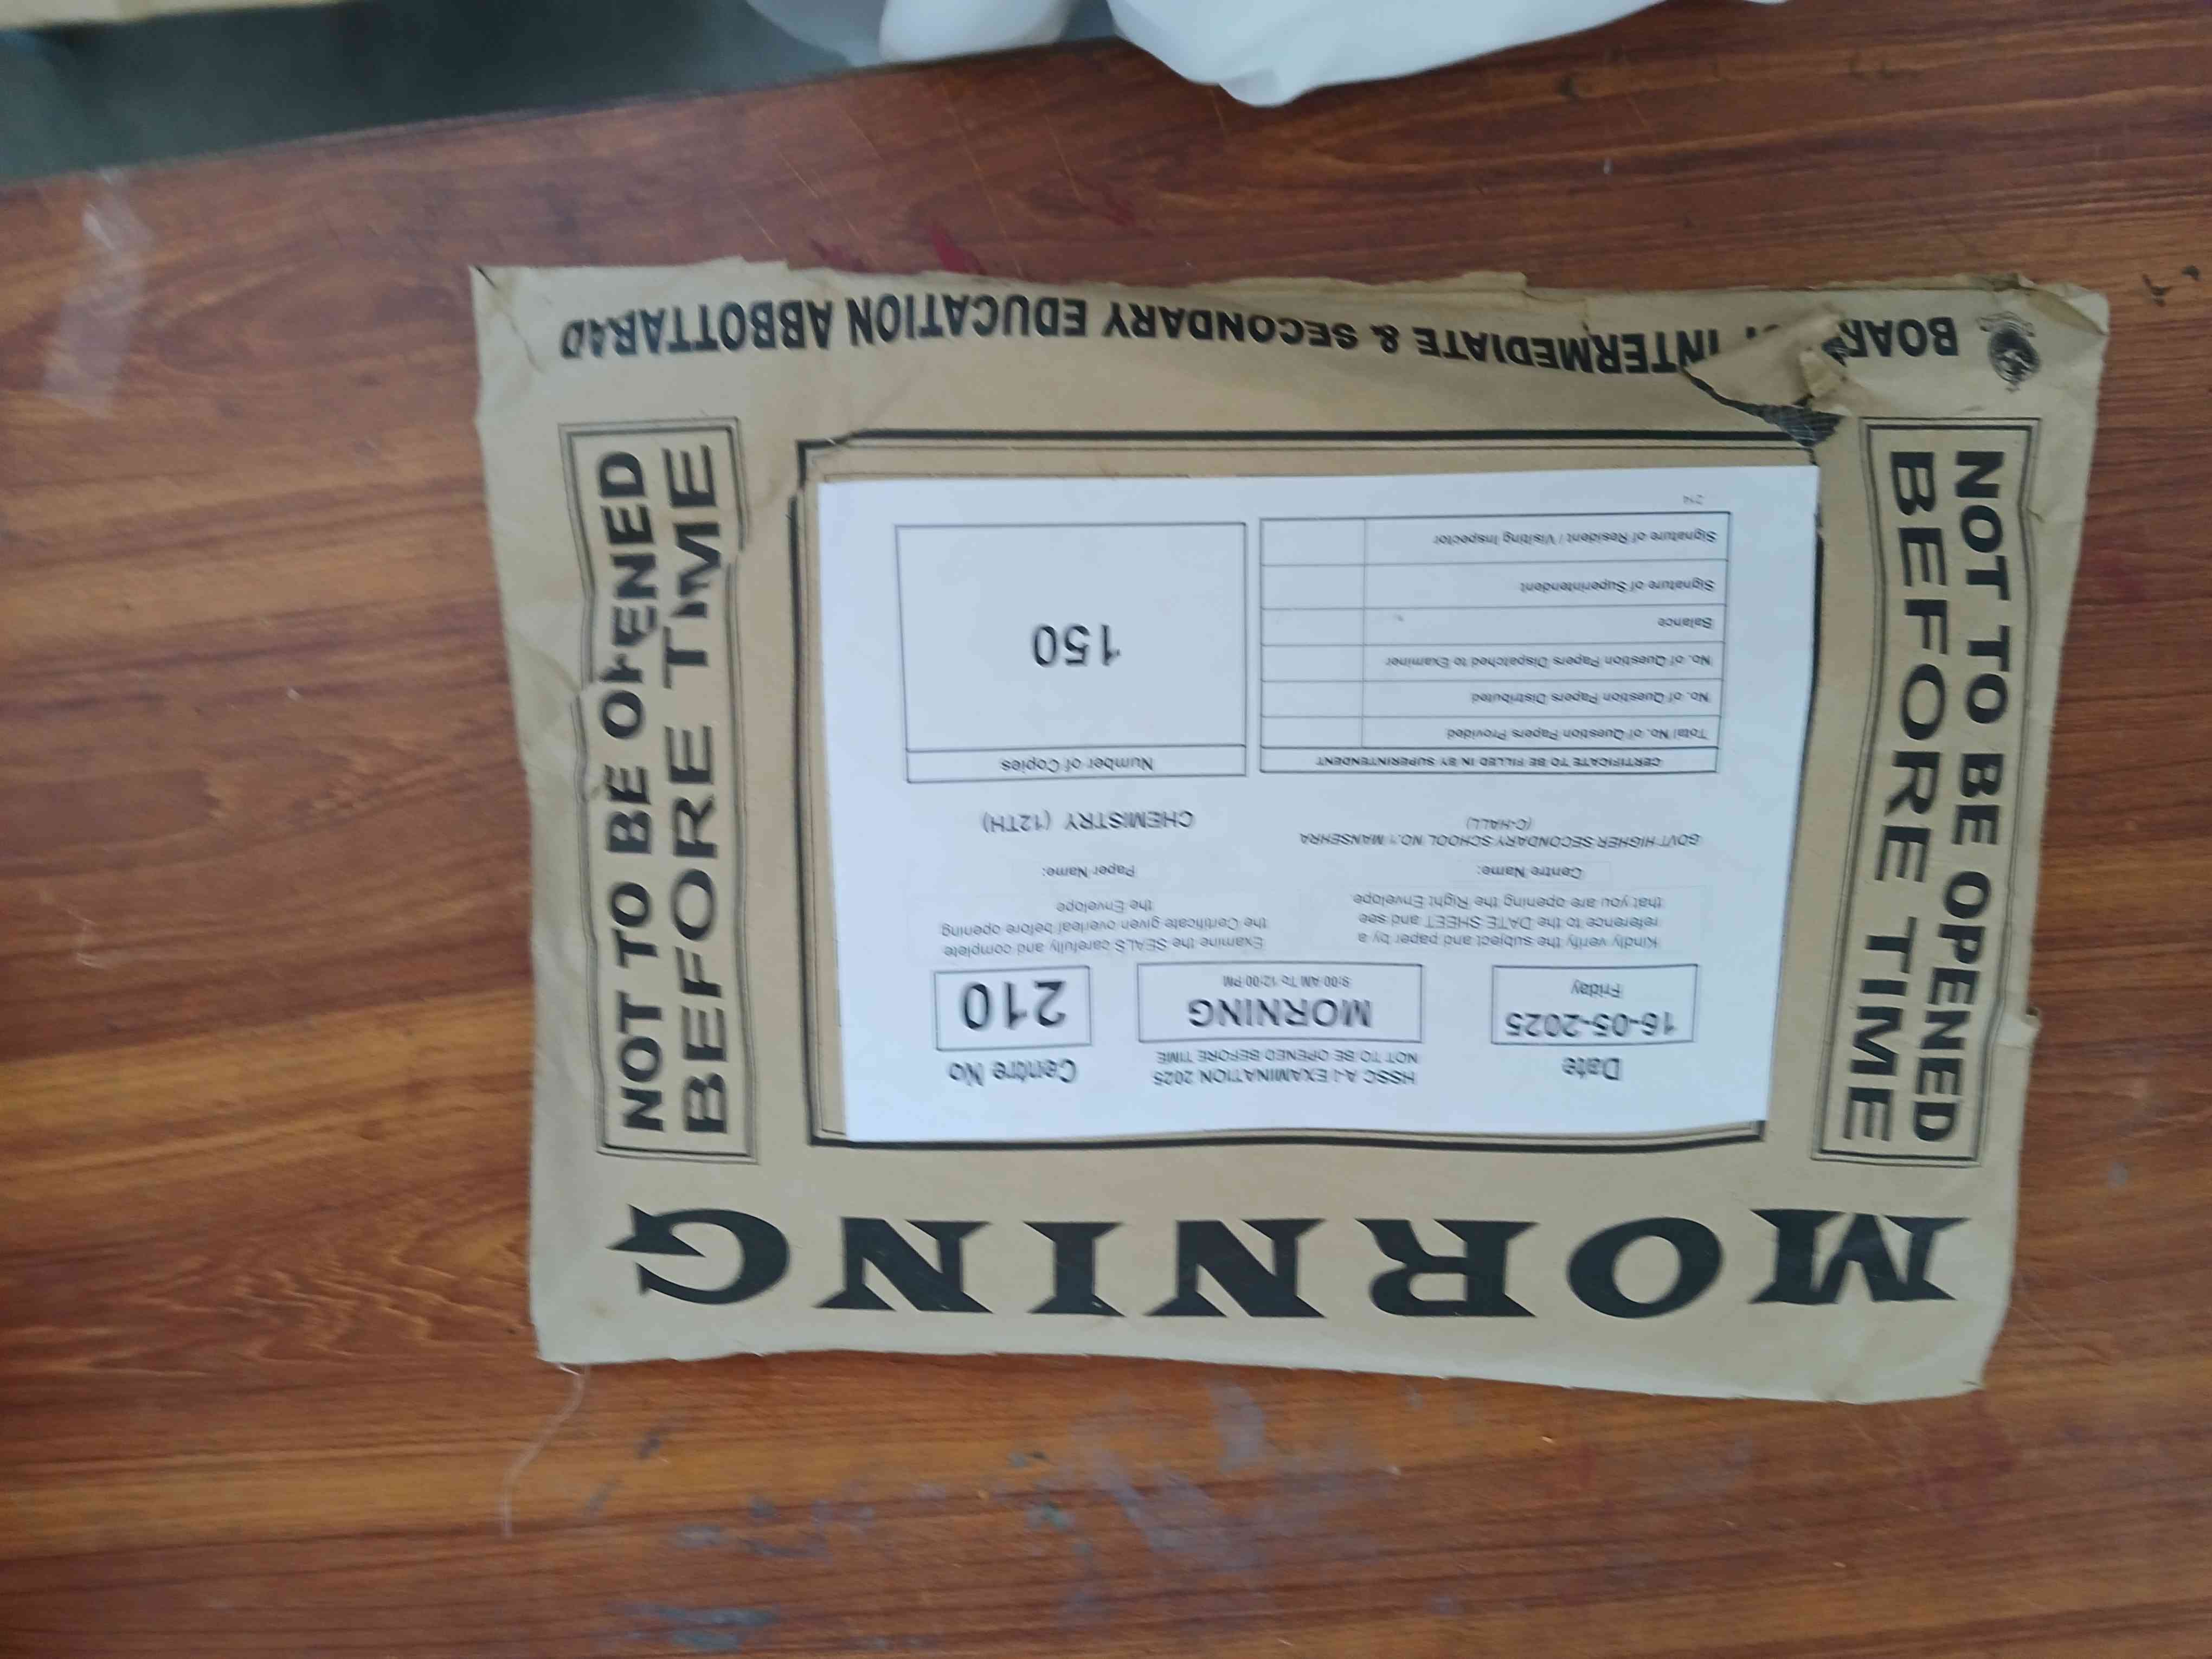 BOARD OF INTERMEDIATE & SECONDARY EDUCATION ABBOTTABAD
NOT TO BE OPENED
BEFORE TIME
MORNING
NOT TO BE OPENED
BEFORE TIME
Date
16-05-2025
Friday
HSSC A-I EXAMINATION 2025
NOT TO BE OPENED BEFORE TIME
MORNING
9:00 AM To 12:00 PM
Centre No
210
Kindly verify the subject and paper by a
reference to the DATE SHEET and see
that you are opening the Right Envelope
Examine the SEALS carefully and complete
the Certificate given overleaf before opening
the Envelope
Centre Name:
GOVT HIGHER SECONDARY SCHOOL NO.1 MANSEHRA
(C-HALL)
Paper Name:
CHEMISTRY (12TH)
CERTIFICATE TO BE FILLED IN BY SUPERINTENDENT
Total No. of Question Papers Provided
No. of Question Papers Distributed
No. of Question Papers Dispatched to Examiner
Balance
Signature of Superintendent
Signature of Resident / Visiting Inspector
Number of Copies
150
214